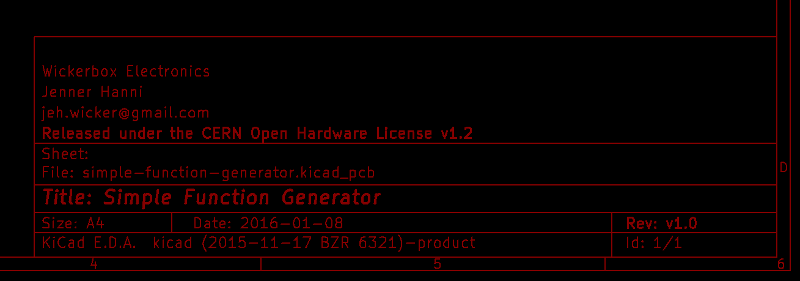 Wickerbox Electronics
Jenner Hanni
jeh.wicker@gmail.com
Released under the CERN Open Hardware License v1.2
Sheet:
File: simple-function-generator.kicad_pcb
D
Title: Simple Function Generator
Size: A4 Date: 2016-01-08 Rev: v1.0
KiCad E.D.A. kicad (2015-11-17 BZR 6321)-product Id: 1/1
4 5 6